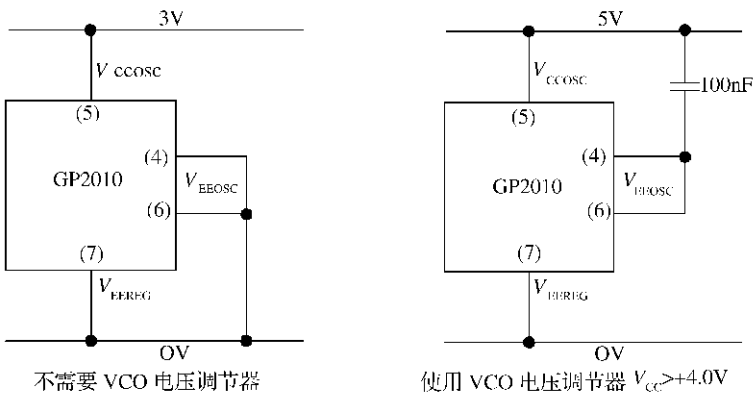 3V
V CCOSC
(5)
(4)
GP2010
V EEOSC
(6)
(7)
V EEREG
OV
不需要 VCO 电压调节器
5V
V CCOSC
100nF
(5)
(4)
GP2010
V EEOSC
(6)
(7)
V EEREG
OV
使用 VCO 电压调节器 V CC>+4.0V